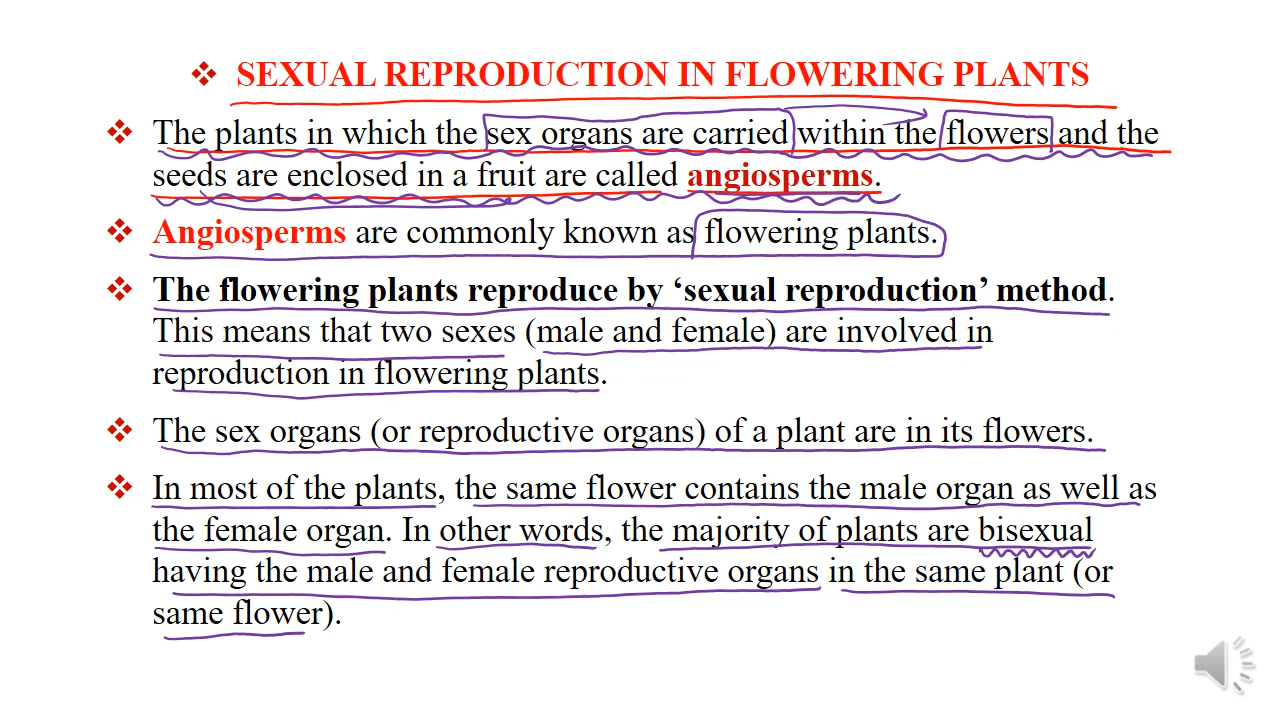 ❖ SEXUAL REPRODUCTION IN FLOWERING PLANTS
❖ The plants in which the sex organs are carried within the flowers and the
seeds are enclosed in a fruit are called angiosperms.
❖ Angiosperms are commonly known as flowering plants.
❖ The flowering plants reproduce by ‘sexual reproduction’ method.
This means that two sexes (male and female) are involved in
reproduction in flowering plants.
❖ The sex organs (or reproductive organs) of a plant are in its flowers.
❖ In most of the plants, the same flower contains the male organ as well as
the female organ. In other words, the majority of plants are bisexual
having the male and female reproductive organs in the same plant (or
same flower).